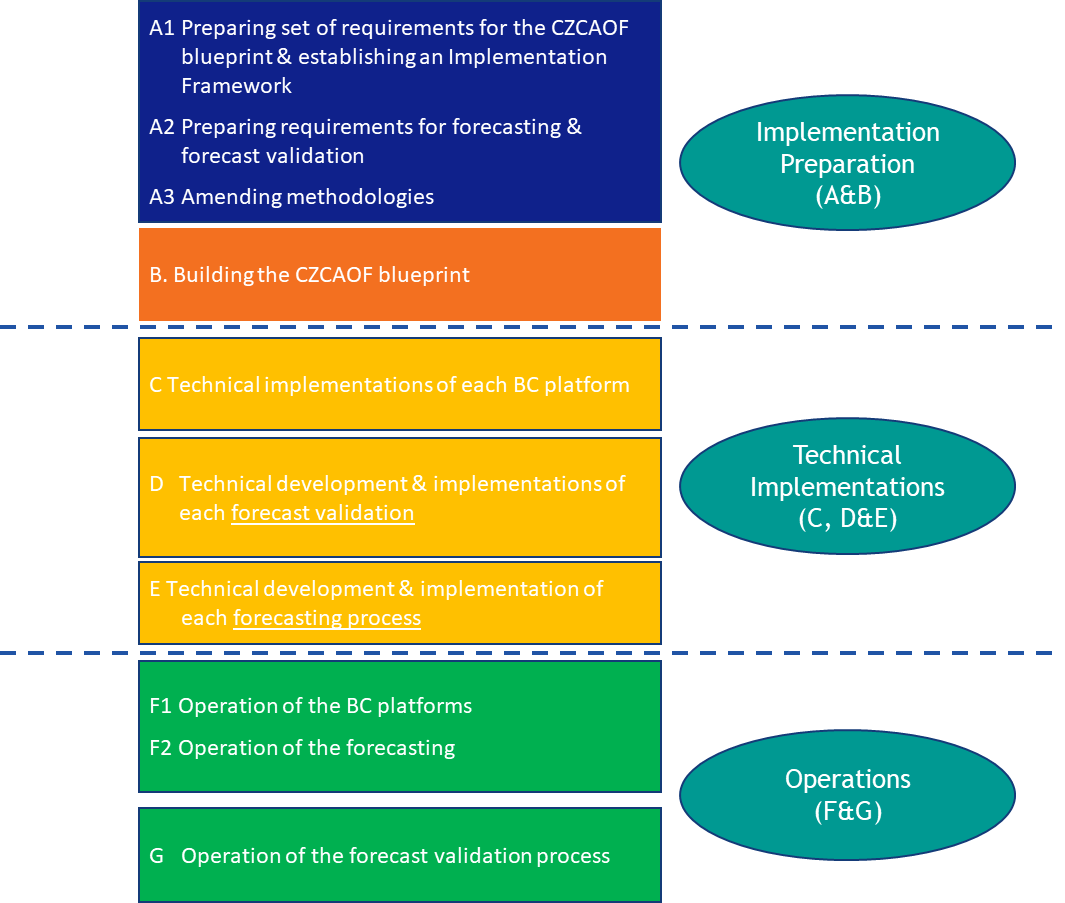 A1 Preparing set of requirements for the CZCAOF
blueprint & establishing an Implementation
Framework
A2 Preparing requirements for forecasting &
forecast validation
A3 Amending methodologies
Implementation
Preparation
(A&B)
B. Building the CZCAOF blueprint
C Technical implementations of each BC platform
D Technical development & implementations of
each forecast validation
E Technical development & implementation of
each forecasting process
Technical
Implementations
(C, D&E)
F1 Operation of the BC platforms
F2 Operation of the forecasting
G Operation of the forecast validation process
Operations
(F&G)